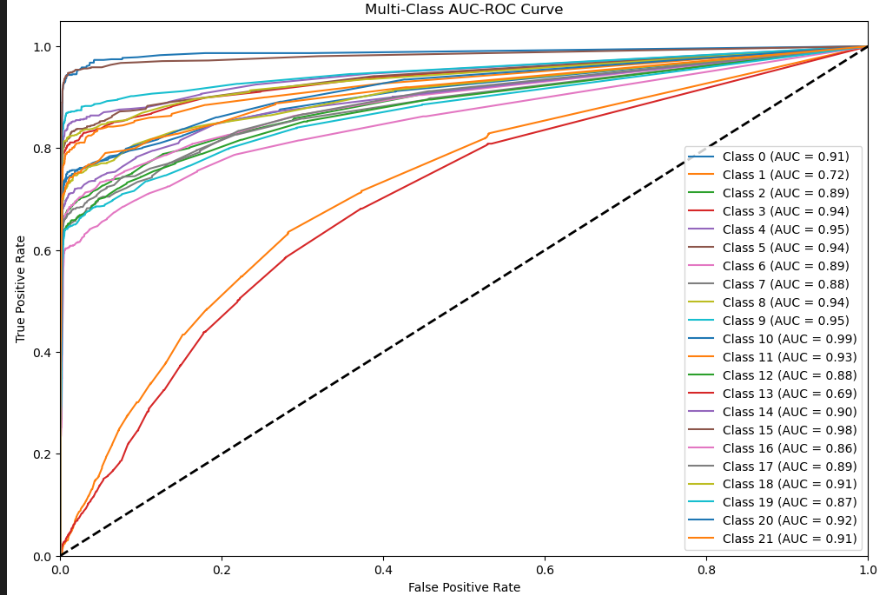 Multi-Class AUC-ROC Curve
True Positive Rate
1.0
0.8
0.6
0.4
0.2
0.0
Class 0 (AUC = 0.91)
Class 1 (AUC = 0.72)
Class 2 (AUC = 0.89)
Class 3 (AUC = 0.94)
Class 4 (AUC = 0.95)
Class 5 (AUC = 0.94)
Class 6 (AUC = 0.89)
Class 7 (AUC = 0.88)
Class 8 (AUC = 0.94)
Class 9 (AUC = 0.95)
Class 10 (AUC = 0.99)
Class 11 (AUC = 0.93)
Class 12 (AUC = 0.88)
Class 13 (AUC = 0.69)
Class 14 (AUC = 0.90)
Class 15 (AUC = 0.98)
Class 16 (AUC = 0.86)
Class 17 (AUC = 0.89)
Class 18 (AUC = 0.91)
Class 19 (AUC = 0.87)
Class 20 (AUC = 0.92)
Class 21 (AUC = 0.91)
0.0 0.2 0.4 0.6 0.8 1.0
False Positive Rate